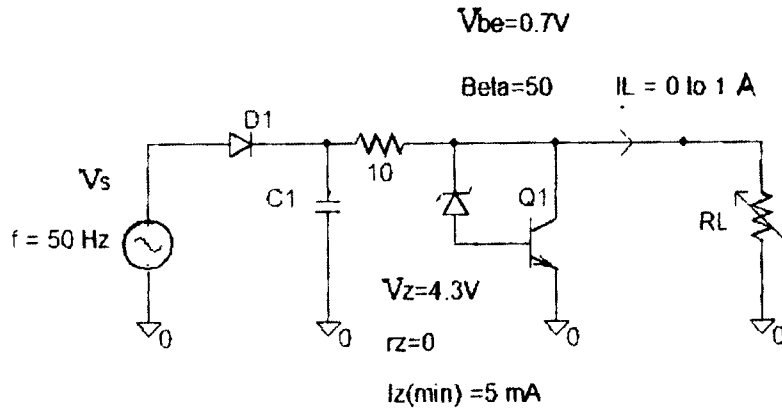 Vbe=0.7V
Beta=50
IL = 0 to 1 A
D1
10
Vs
C1
Q1
RL
f = 50 Hz
Vz=4.3V
0
0
0
0
rz=0
Iz(min) =5 mA